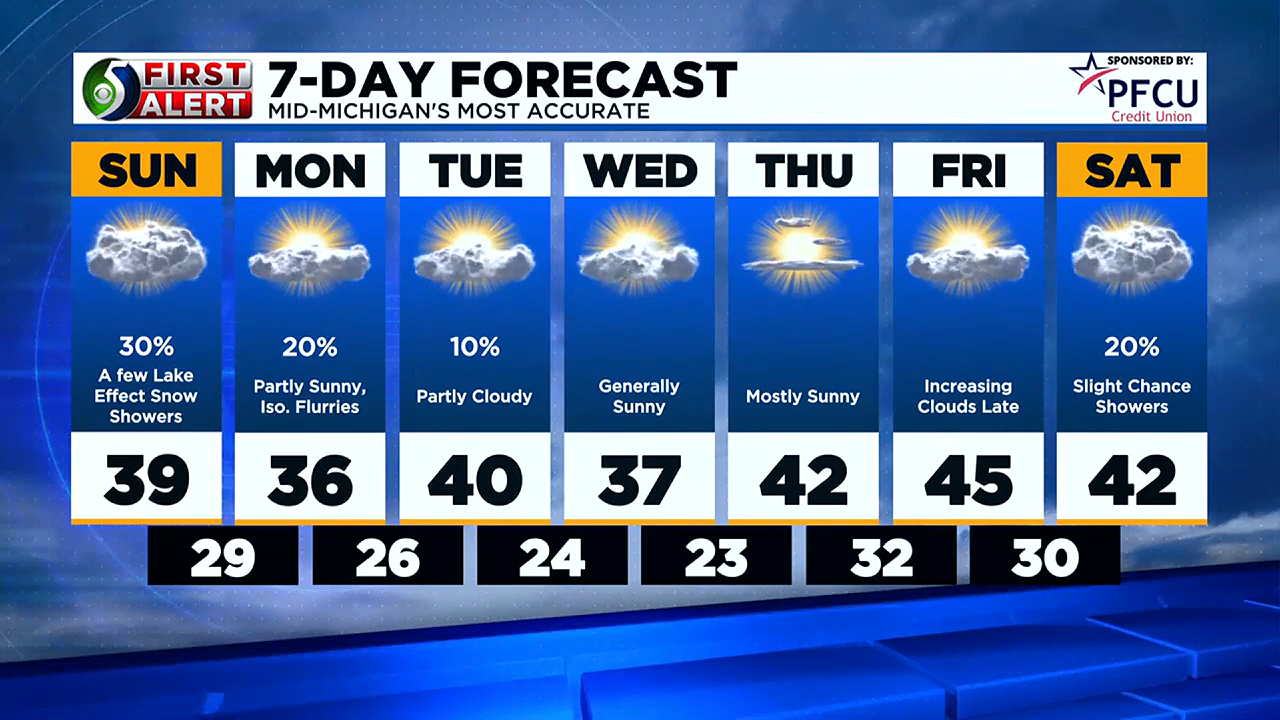 6 FIRST ALERT
7-DAY FORECAST
MID-MICHIGAN'S MOST ACCURATE
SPONSORED BY:
PFCU
Credit Union
SUN
MON
TUE
WED
THU
FRI
SAT
30%
A few Lake
Effect Snow
Showers
20%
Partly Sunny,
Iso. Flurries
10%
Partly Cloudy
Generally
Sunny
Mostly Sunny
Increasing
Clouds Late
20%
Slight Chance
Showers
39
36
40
37
42
45
42
29
26
24
23
32
30